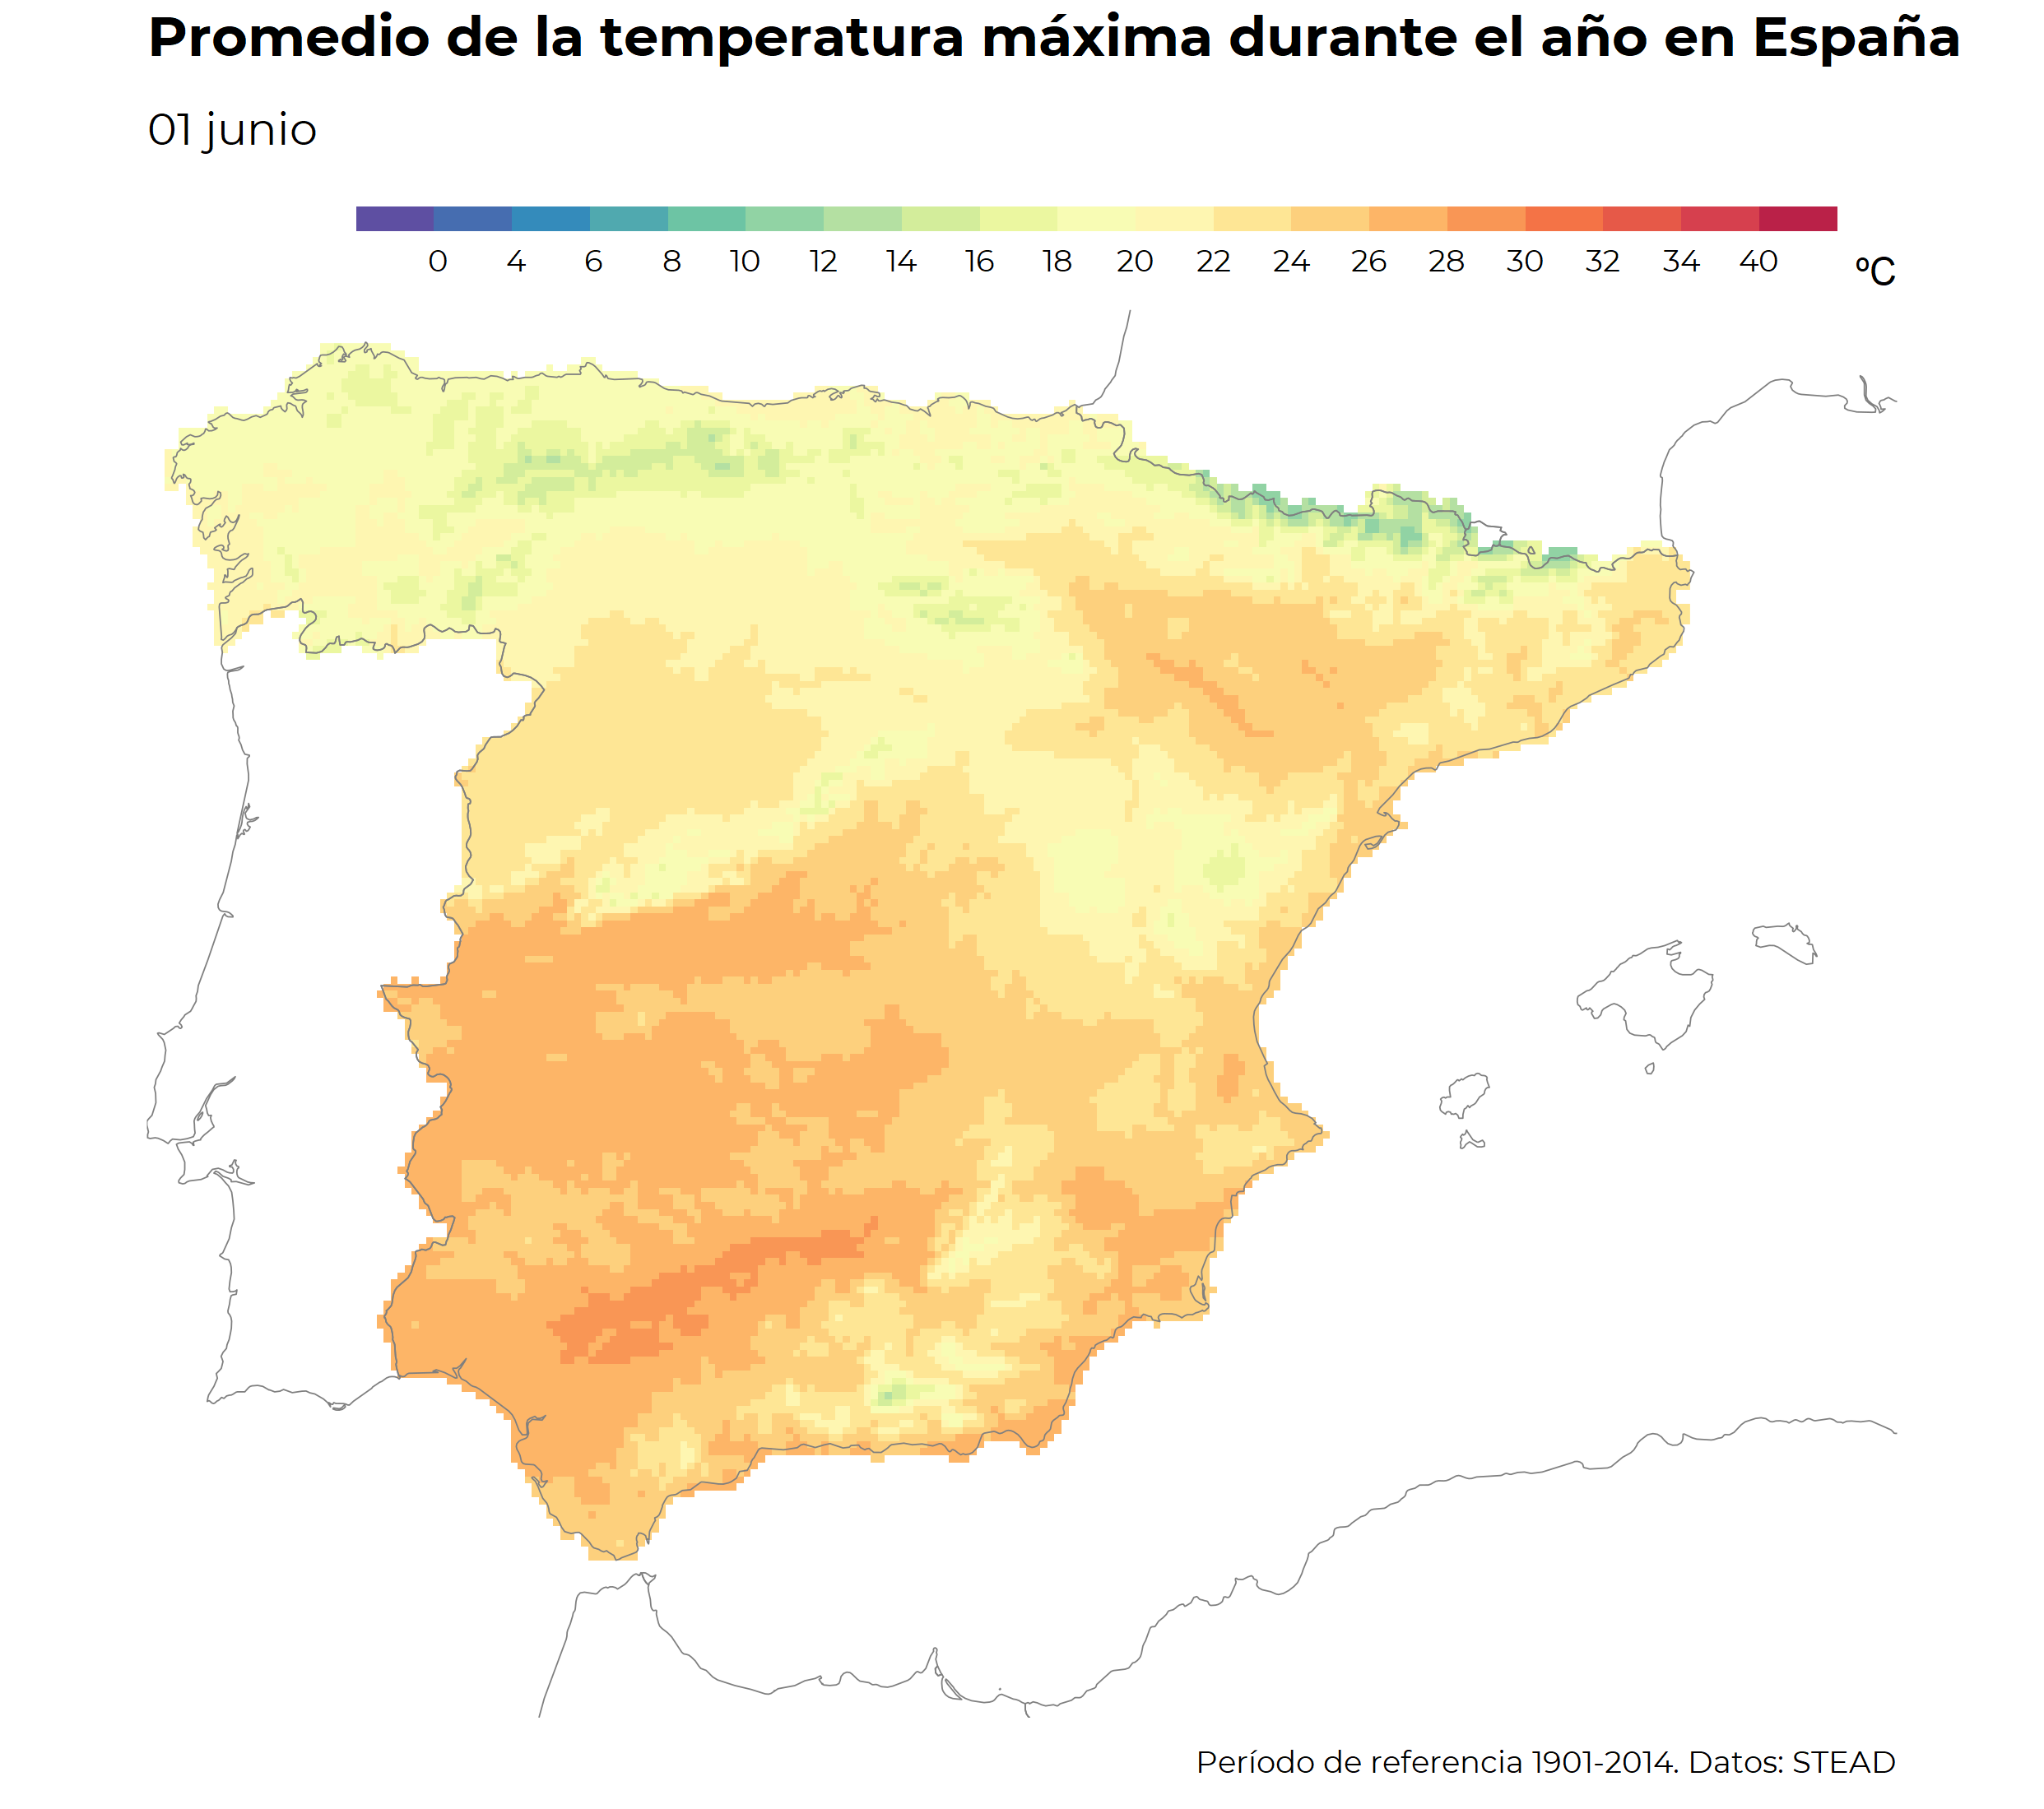 Promedio de la temperatura máxima durante el año en España
01 junio
0 4 6 8 10 12 14 16 18 20 22 24 26 28 30 32 34 40 ºC
Período de referencia 1901-2014. Datos: STEAD